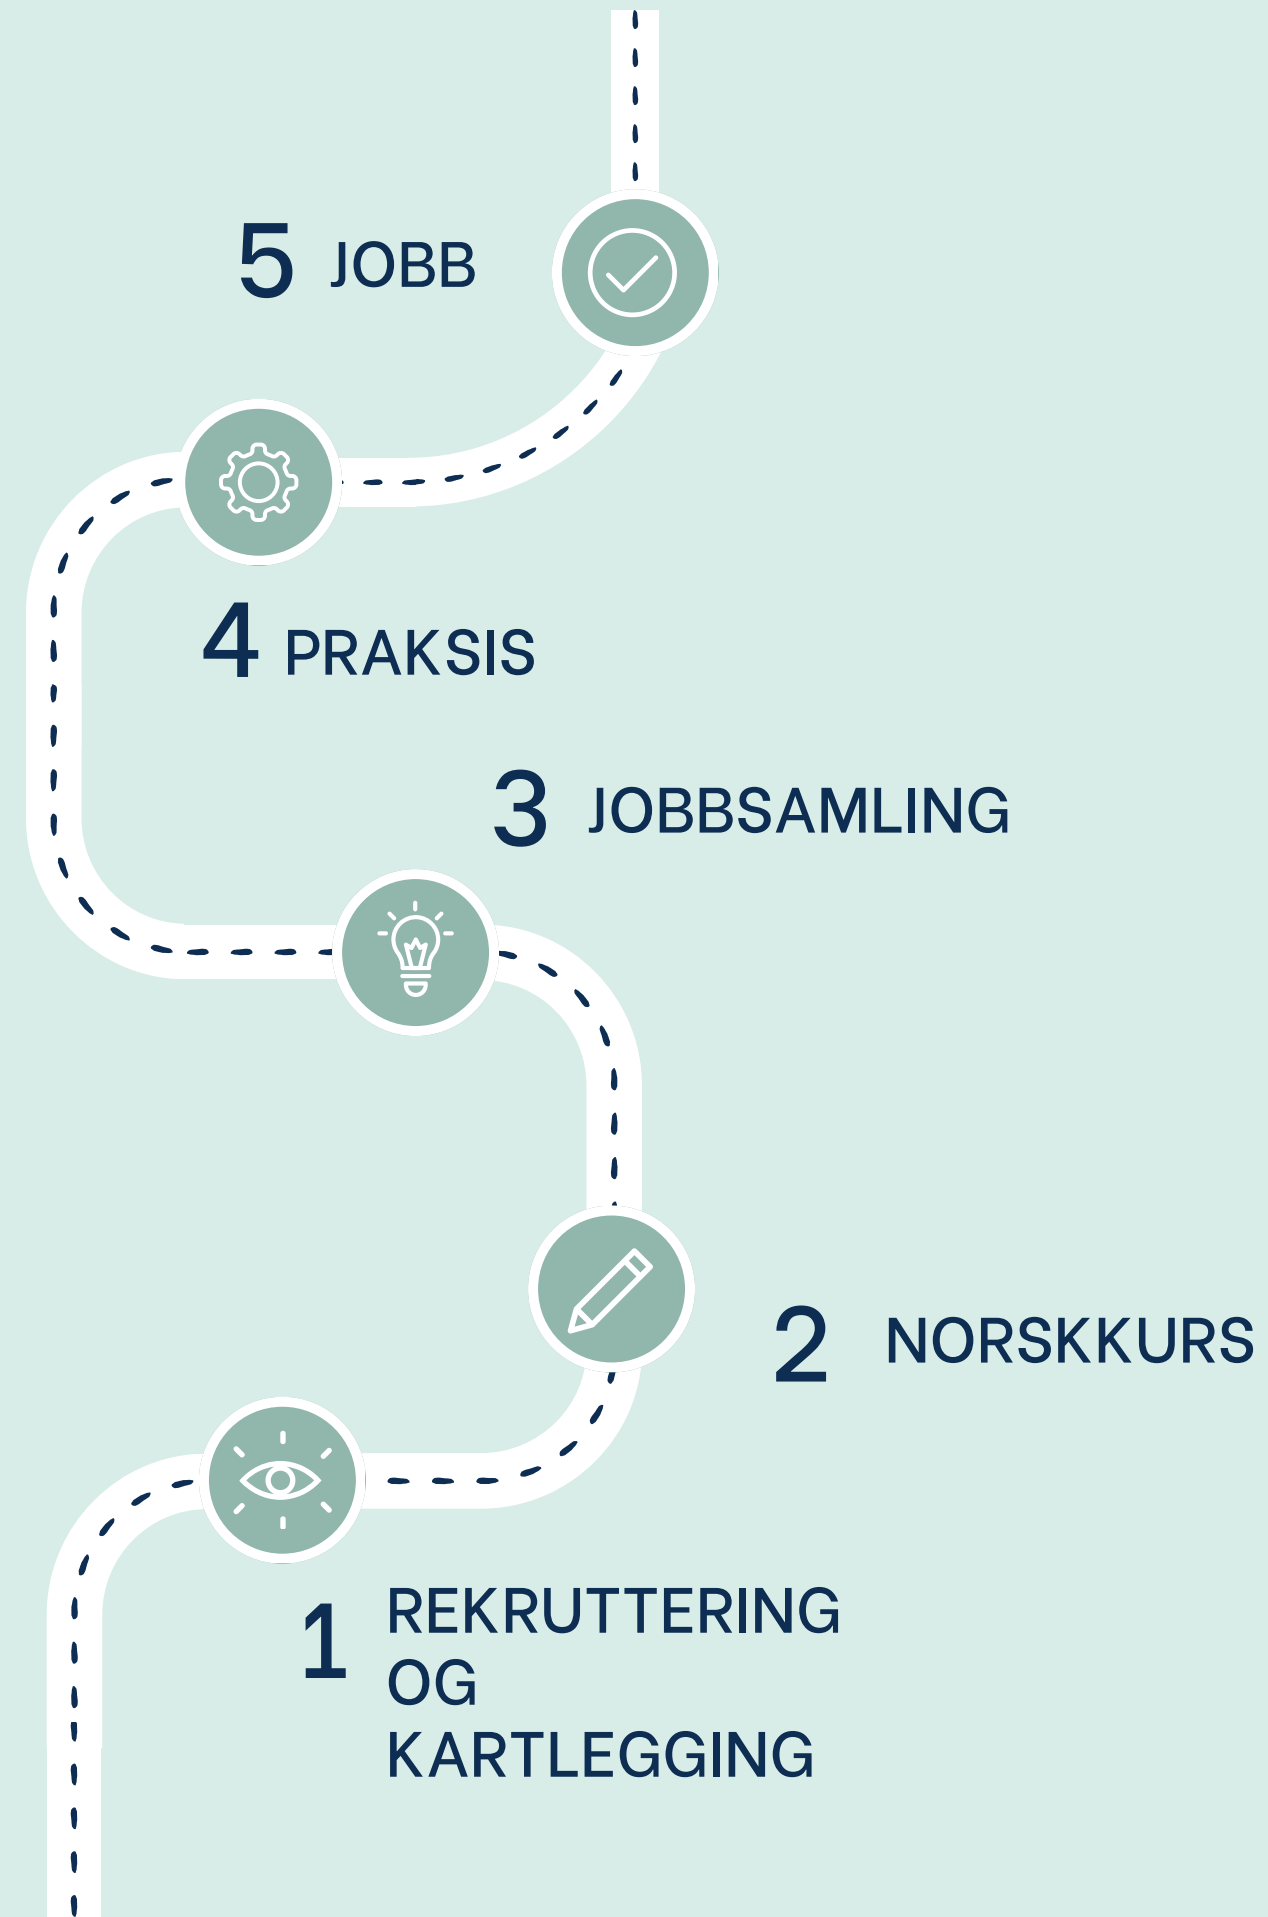 5 JOBB
4 PRAKSIS
3 JOBBSAMLING
2 NORSKKURS
1 REKRUTTERING
OG
KARTLEGGING